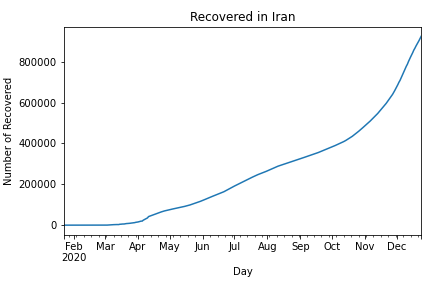 Recovered in Iran
Number of Recovered
800000
600000
400000
200000
0
Feb Mar Apr May Jun Jul Aug Sep Oct Nov Dec
2020
Day